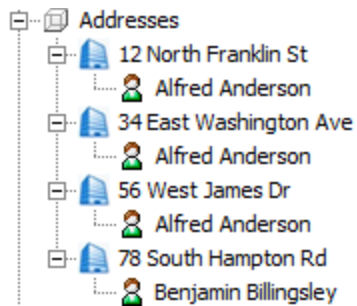 Addresses
12 North Franklin St
Alfred Anderson
34 East Washington Ave
Alfred Anderson
56 West James Dr
Alfred Anderson
78 South Hampton Rd
Benjamin Billingsley